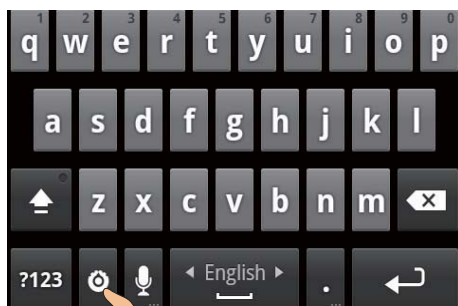 1 2 3 4 5 6 7 8 9 0
q w e r t y u i o p
a s d f g h j k l
z x c v b n m
?123 English .